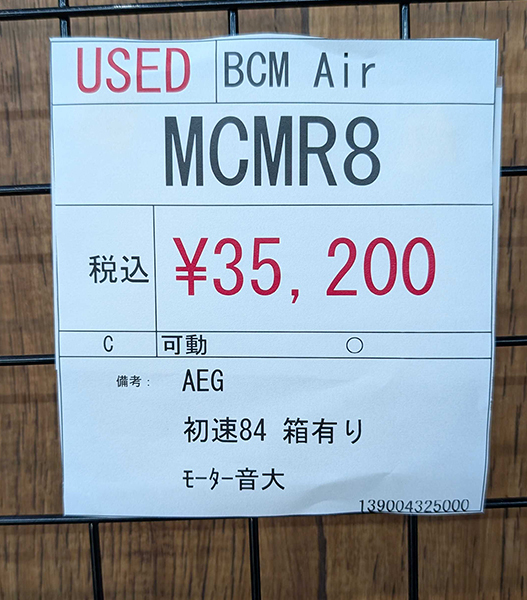 USED BCM Air
MCMR8
税込 ¥35,200
C 可動 ○
備考: AEG
初速84 箱有り
ﾓｰﾀｰ音大
139004325000